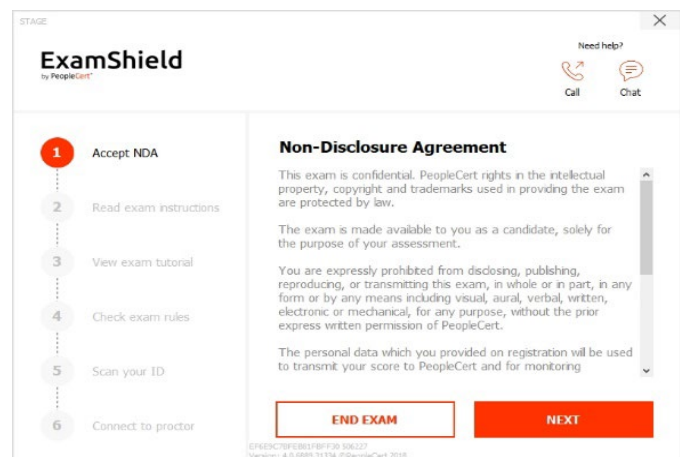 STAGE
ExamShield
by PeopleCert
Need help?
Call
Chat
1 Accept NDA
2 Read exam instructions
3 View exam tutorial
4 Check exam rules
5 Scan your ID
6 Connect to proctor
Non-Disclosure Agreement
This exam is confidential. PeopleCert rights in the intellectual
property, copyright and trademarks used in providing the exam
are protected by law.
The exam is made available to you as a candidate, solely for
the purpose of your assessment.
You are expressly prohibited from disclosing, publishing,
reproducing, or transmitting this exam, in whole or in part, in any
form or by any means including visual, aural, verbal, written,
electronic or mechanical, for any purpose, without the prior
express written permission of PeopleCert.
The personal data which you provided on registration will be used
to transmit your score to PeopleCert and for monitoring
END EXAM
NEXT